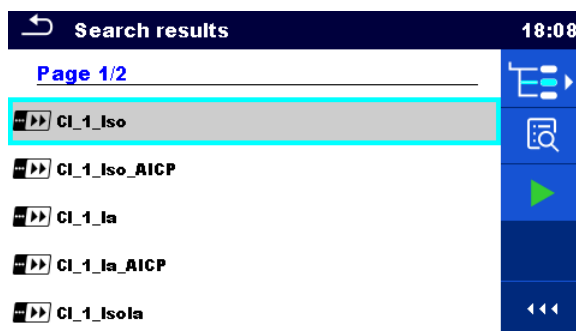 Search results 18:08
Page 1/2
Cl_1_Iso
Cl_1_Iso_AICP
Cl_1_Ia
Cl_1_Ia_AICP
Cl_1_IsoIa